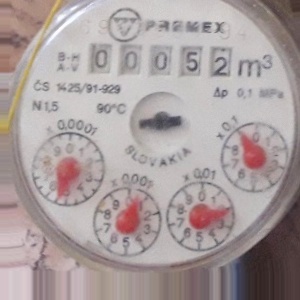 PREMEX
B-H
A-V
00052 m³
ČS 1425/91-929
Δp 0,1 MPa
N 1,5 90°C
SLOVAKIA
x 0,0001
x 0,001
x 0,01
x 0,1